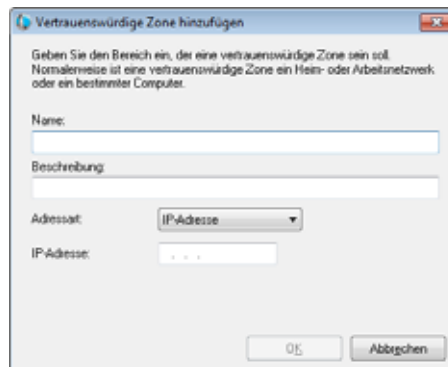 Vertrauenswürdige Zone hinzufügen
Geben Sie den Bereich ein, der eine vertrauenswürdige Zone sein soll.
Normalerweise ist eine vertrauenswürdige Zone ein Heim- oder Arbeitsnetzwerk
oder ein bestimmter Computer.
Name:
Beschreibung:
Adressart: IP-Adresse
IP-Adresse: . . .
OK Abbrechen